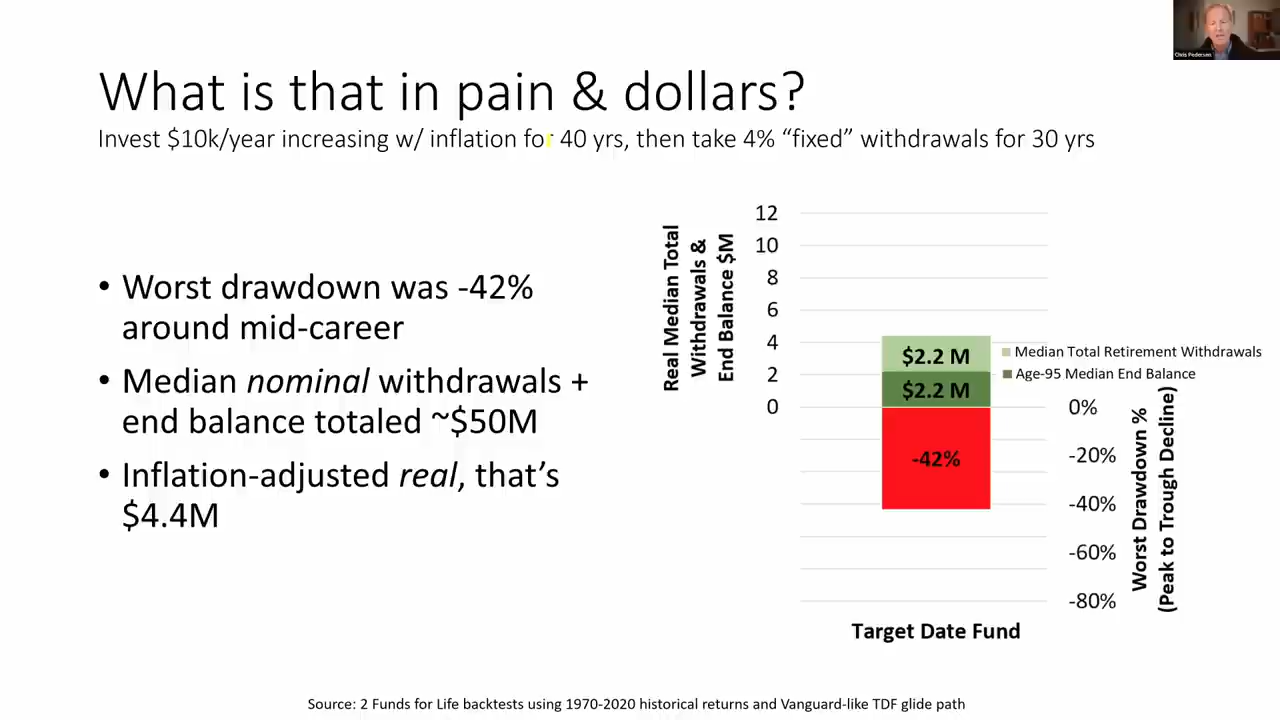 Chris Pedersen
What is that in pain & dollars?
Invest $10k/year increasing w/ inflation for 40 yrs, then take 4% “fixed” withdrawals for 30 yrs
• Worst drawdown was -42%
around mid-career
• Median nominal withdrawals +
end balance totaled ~$50M
• Inflation-adjusted real, that’s
$4.4M
Real Median Total
Withdrawals &
End Balance $M
12
10
8
6
4
2
0
$2.2 M
$2.2 M
-42%
Median Total Retirement Withdrawals
Age-95 Median End Balance
0%
-20%
-40%
-60%
-80%
Worst Drawdown %
(Peak to Trough Decline)
Target Date Fund
Source: 2 Funds for Life backtests using 1970-2020 historical returns and Vanguard-like TDF glide path